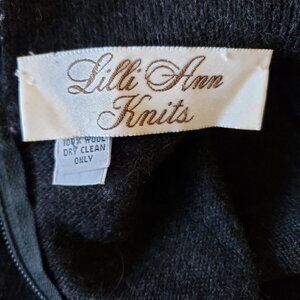 Lilli Ann
Knits
100% WOOL
DRY CLEAN
ONLY